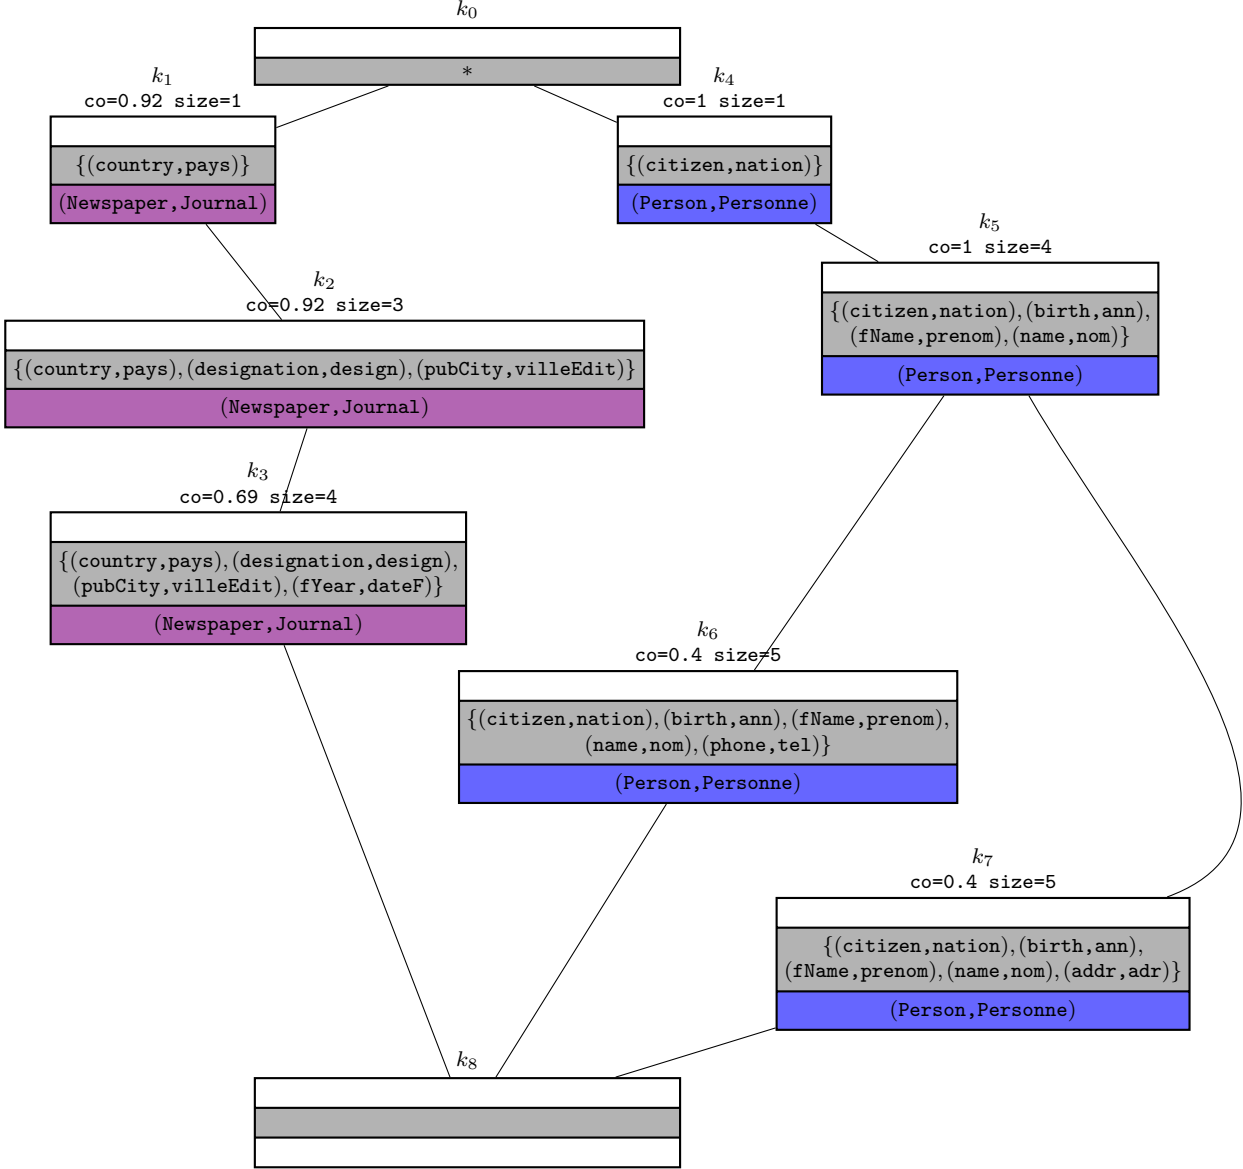 k₀
*
k₁
co=0.92 size=1
{(country,pays)}
(Newspaper,Journal)
k₄
co=1 size=1
{(citizen,nation)}
(Person,Personne)
k₅
co=1 size=4
{(citizen,nation),(birth,ann),
(fName,prenom),(name,nom)}
(Person,Personne)
k₂
co=0.92 size=3
{(country,pays),(designation,design),(pubCity,villeEdit)}
(Newspaper,Journal)
k₃
co=0.69 size=4
{(country,pays),(designation,design),
(pubCity,villeEdit),(fYear,dateF)}
(Newspaper,Journal)
k₆
co=0.4 size=5
{(citizen,nation),(birth,ann),(fName,prenom),
(name,nom),(phone,tel)}
(Person,Personne)
k₇
co=0.4 size=5
{(citizen,nation),(birth,ann),
(fName,prenom),(name,nom),(addr,adr)}
(Person,Personne)
k₈